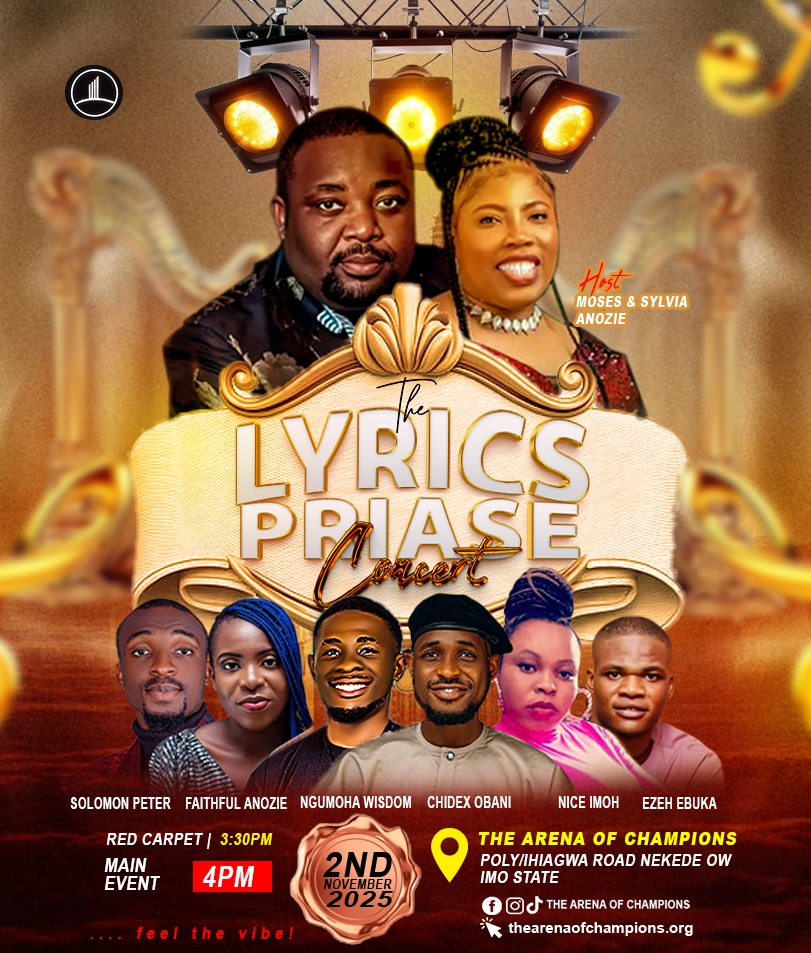 Host
MOSES & SYLVIA
ANOZIE
The
LYRICS
PRIASE
Concert
SOLOMON PETER
FAITHFUL ANOZIE
NGUMOHA WISDOM
CHIDEX OBANI
NICE IMOH
EZEH EBUKA
RED CARPET | 3:30PM
MAIN
EVENT
4PM
2ND
NOVEMBER
2025
THE ARENA OF CHAMPIONS
POLY/IHIAGWA ROAD NEKEDE OW
IMO STATE
THE ARENA OF CHAMPIONS
thearenaofchampions.org
.... feel the vibe!